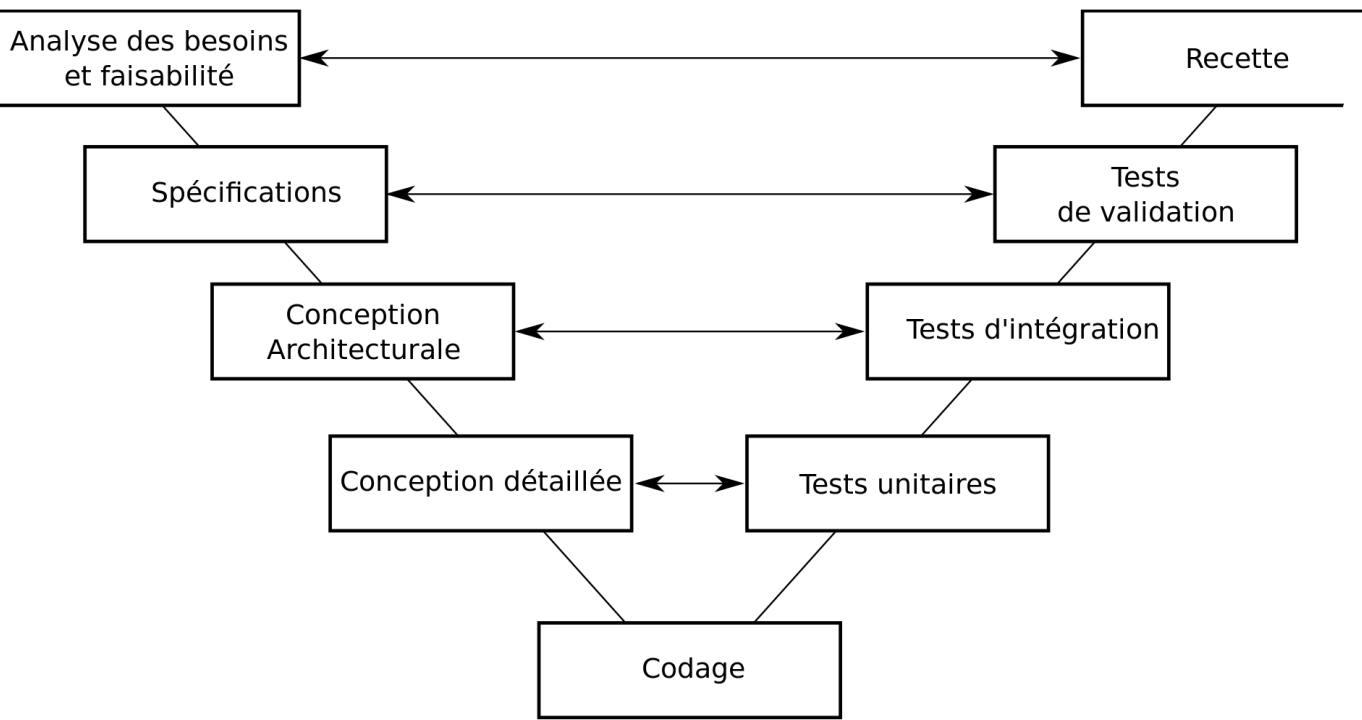 Analyse des besoins
et faisabilité
Recette
Spécifications
Tests
de validation
Conception
Architecturale
Tests d'intégration
Conception détaillée
Tests unitaires
Codage